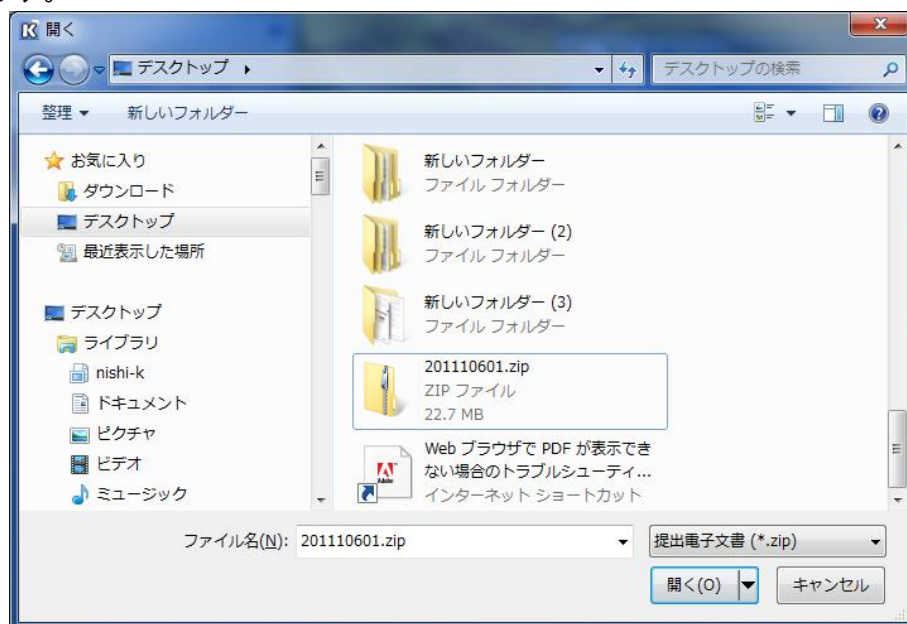 す。
開く
デスクトップ
デスクトップの検索
整理 新しいフォルダー
お気に入り
ダウンロード
デスクトップ
最近表示した場所
デスクトップ
ライブラリ
nishi-k
ドキュメント
ピクチャ
ビデオ
ミュージック
新しいフォルダー
ファイル フォルダー
新しいフォルダー (2)
ファイル フォルダー
新しいフォルダー (3)
ファイル フォルダー
201110601.zip
ZIP ファイル
22.7 MB
Web ブラウザで PDF が表示でき
ない場合のトラブルシューティ...
インターネット ショートカット
Adobe
ファイル名(N): 201110601.zip
提出電子文書 (*.zip)
開く(O) キャンセル